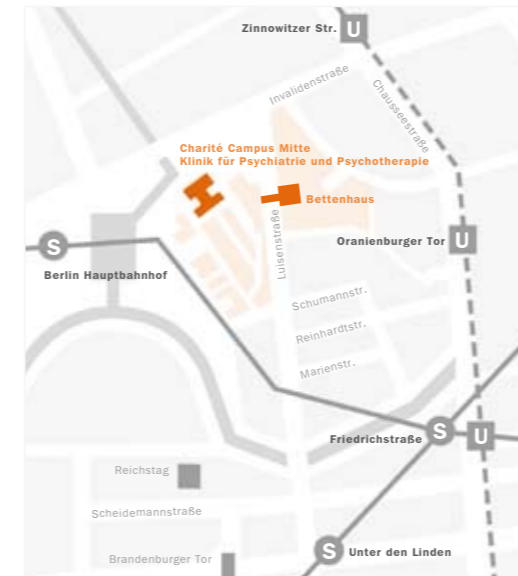 Zinnowitzer Str.
U
Invalidenstraße
Chausseestraße
Charité Campus Mitte
Klinik für Psychiatrie und Psychotherapie
Bettenhaus
Luisenstraße
Oranienburger Tor
U
S
Berlin Hauptbahnhof
Schumannstr.
Reinhardtstr.
Marienstr.
Friedrichstraße
S
U
Reichstag
Scheidemannstraße
Brandenburger Tor
S
Unter den Linden